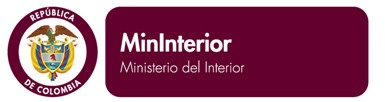 REPÚBLICA
DE COLOMBIA
MinInterior
Ministerio del Interior